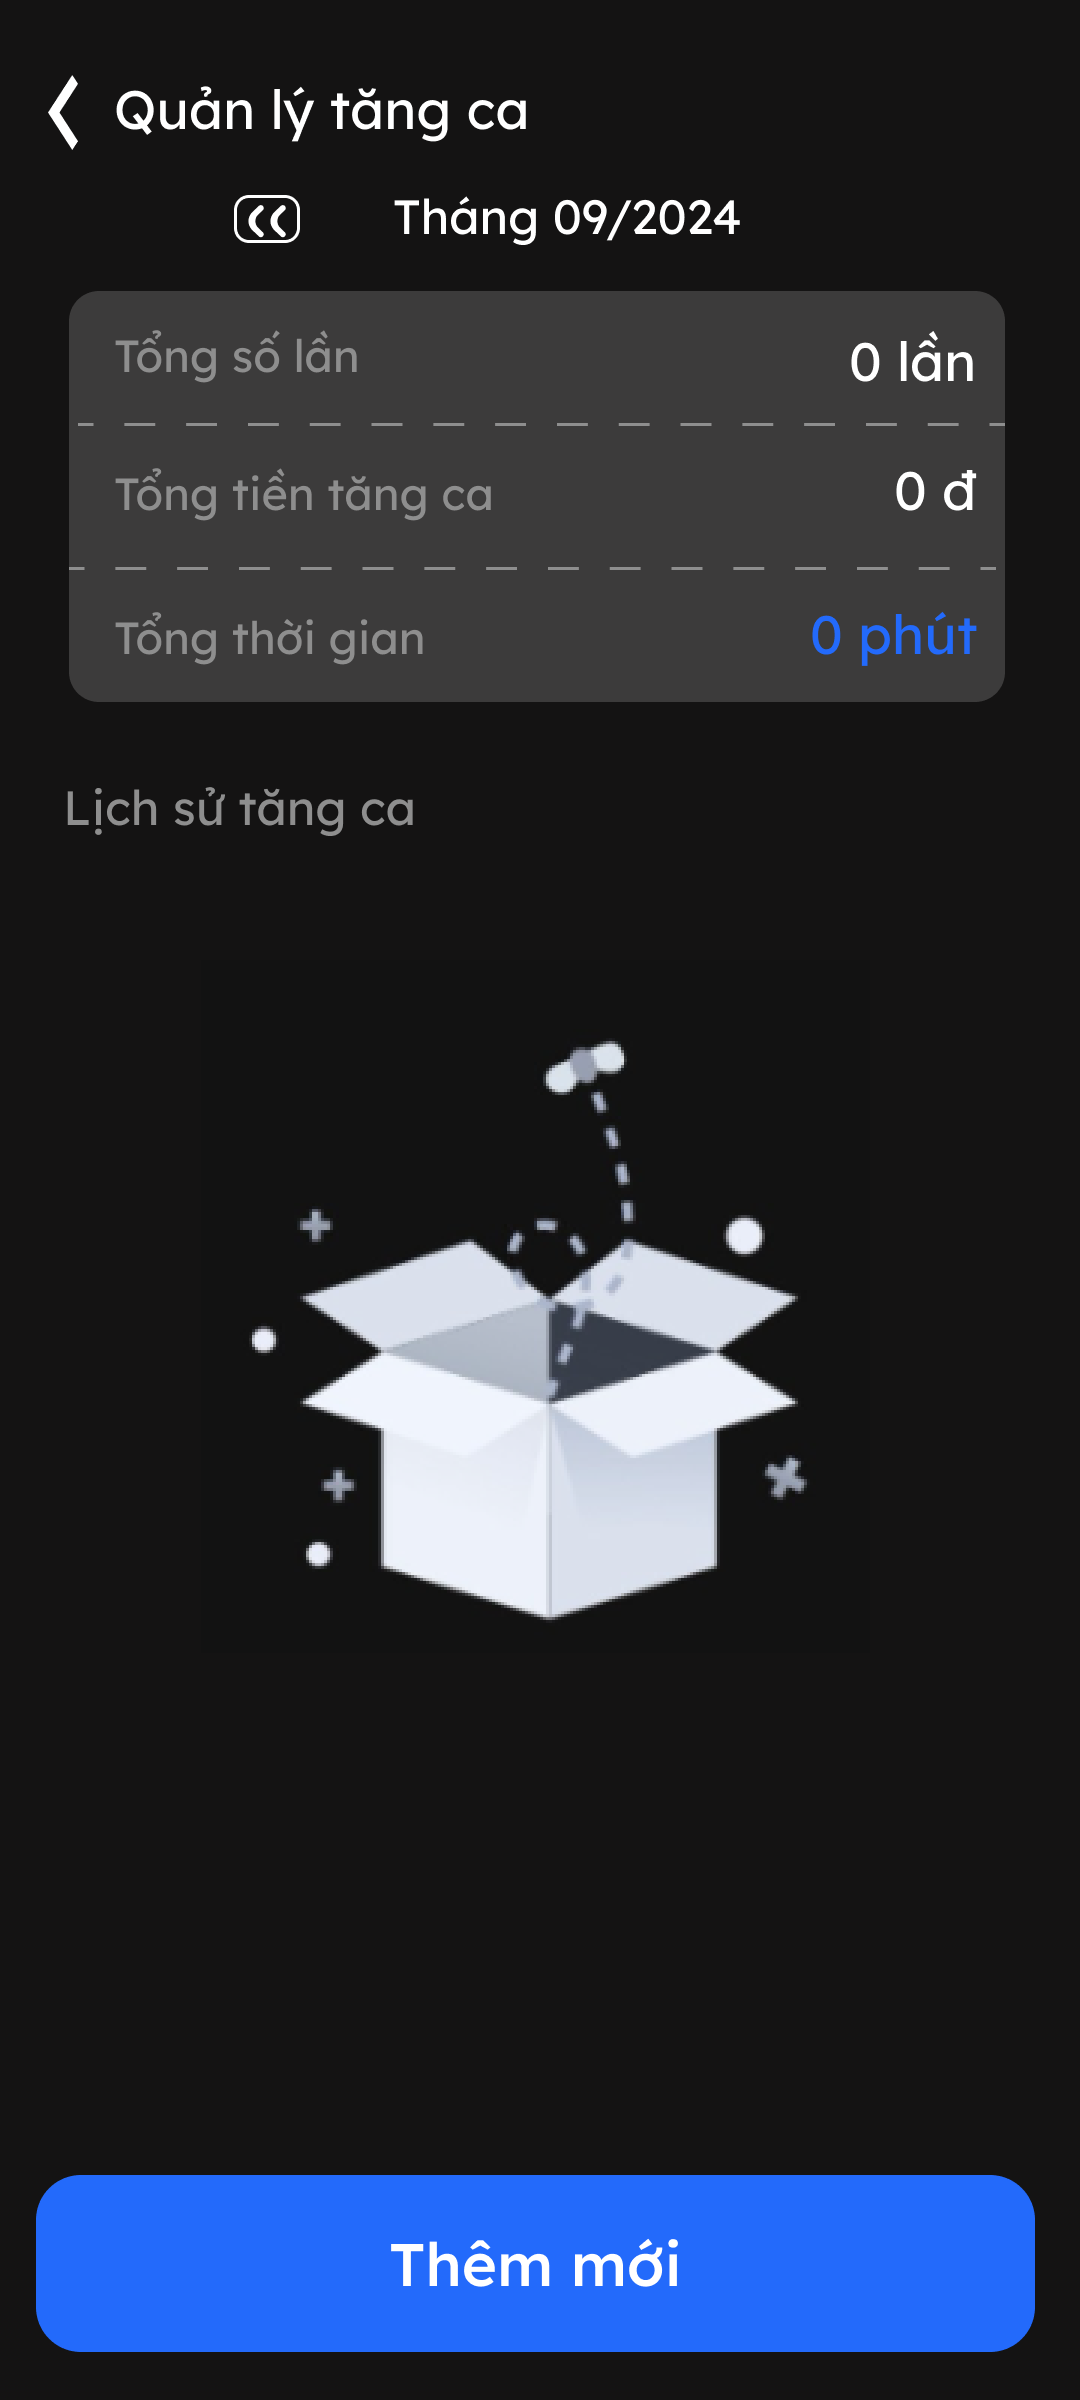 Quản lý tăng ca
Tháng 09/2024
Tổng số lần
0 lần
Tổng tiền tăng ca
0 đ
Tổng thời gian
0 phút
Lịch sử tăng ca
Thêm mới